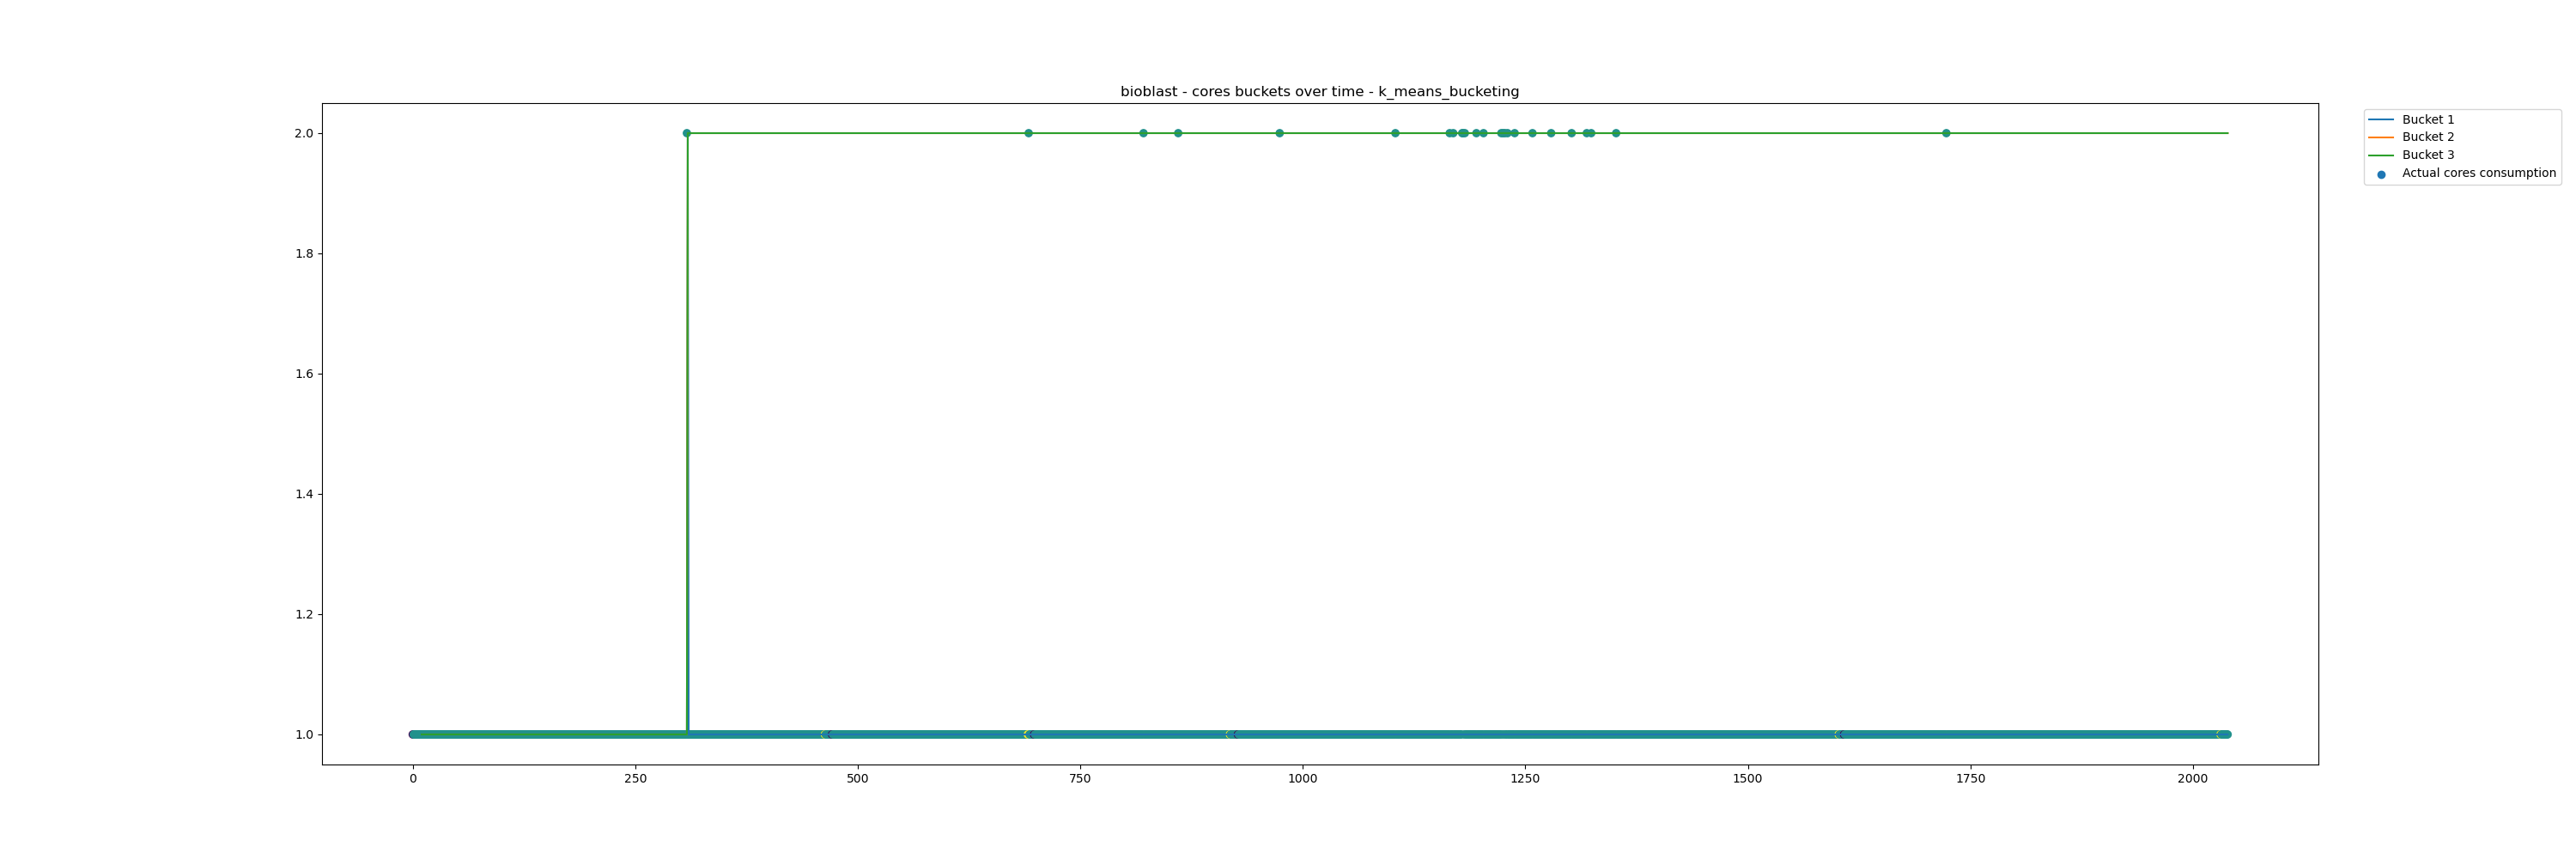 bioblast - cores buckets over time - k_means_bucketing
Bucket 1
Bucket 2
Bucket 3
Actual cores consumption
2.0
1.8
1.6
1.4
1.2
1.0
0 250 500 750 1000 1250 1500 1750 2000